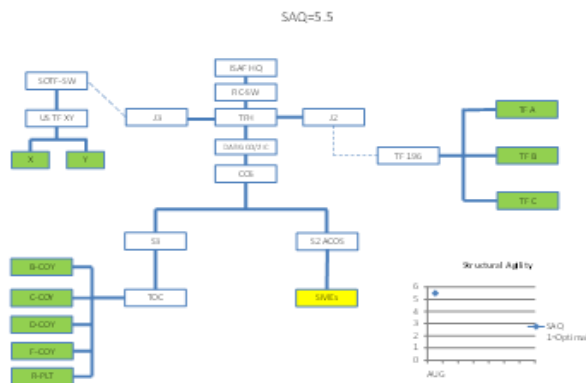 SAQ=5.5
ISAF HQ
SOTF-SW
RC-SW
US TF XY
J3
TFH
J2
TF A
X
Y
COS
TF 196
TF B
TF C
S3
S2 ACOS
B-COY
C-COY
TOC
SMEs
D-COY
F-COY
R-PLT
Structural Agility
6
5
4
3
2
1
0
SAQ
AUG